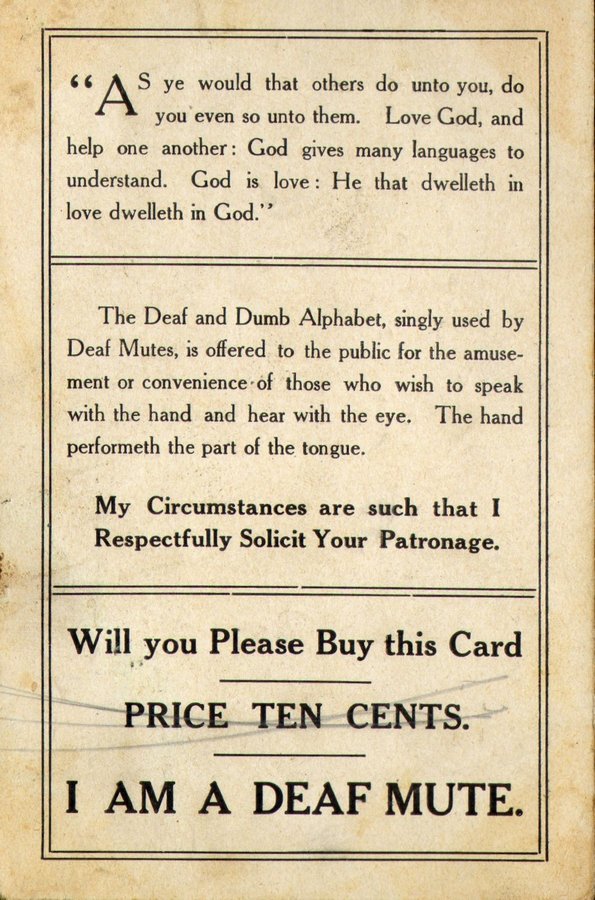 “AS ye would that others do unto you, do
you even so unto them. Love God, and
help one another: God gives many languages to
understand. God is love: He that dwelleth in
love dwelleth in God.”
The Deaf and Dumb Alphabet, singly used by
Deaf Mutes, is offered to the public for the amuse-
ment or convenience of those who wish to speak
with the hand and hear with the eye. The hand
performeth the part of the tongue.
My Circumstances are such that I
Respectfully Solicit Your Patronage.
Will you Please Buy this Card
PRICE TEN CENTS.
I AM A DEAF MUTE.